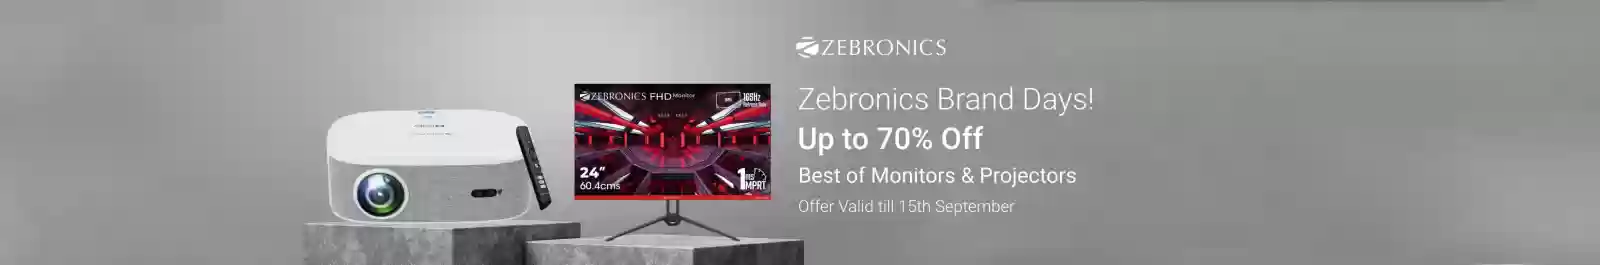 ZEBRONICS
Zebronics Brand Days!
Up to 70% Off
Best of Monitors & Projectors
Offer Valid till 15th September
ZEBRONICS FHD Monitor
165Hz
24"
60.4cms
1ms
MPRT